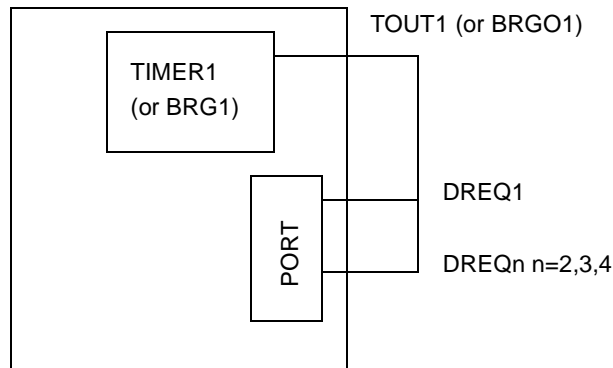 TOUT1 (or BRGO1)
TIMER1
(or BRG1)
DREQ1
PORT
DREQn n=2,3,4